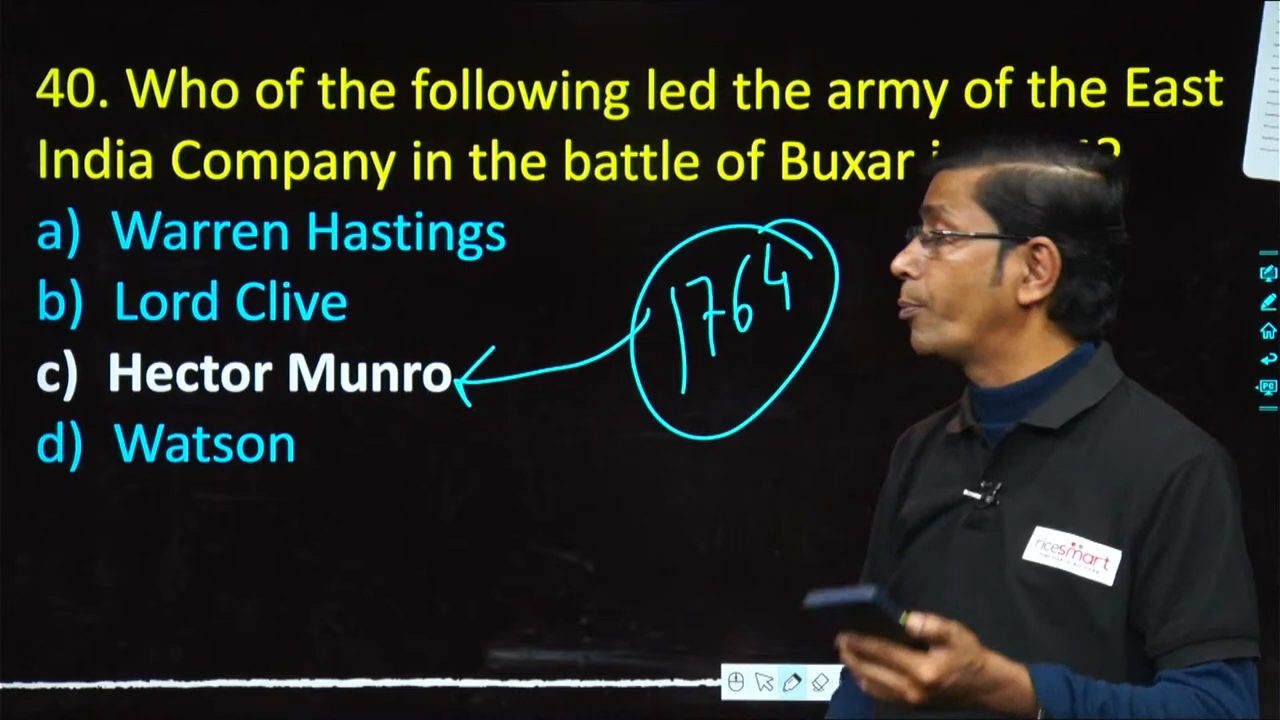 40. Who of the following led the army of the East
India Company in the battle of Buxar
a) Warren Hastings
b) Lord Clive
c) Hector Munro
d) Watson
1764
ricesmart